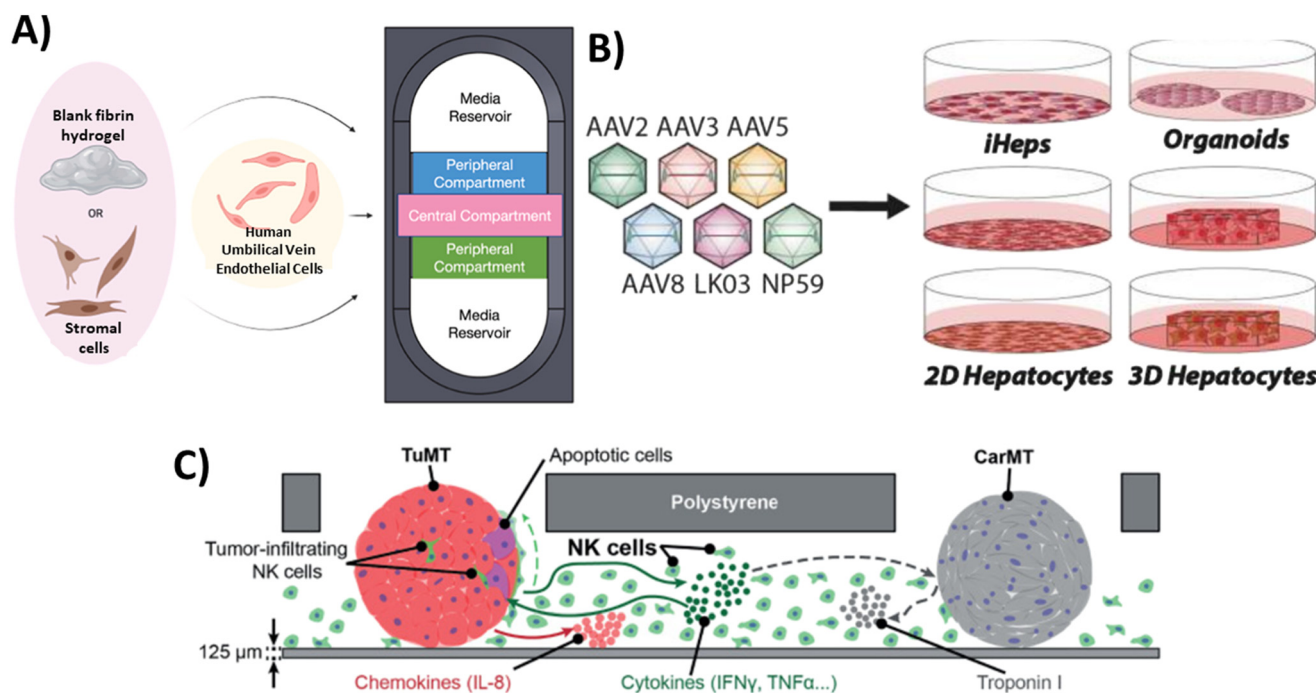 A)
Blank fibrin
hydrogel
OR
Stromal
cells
Human
Umbilical Vein
Endothelial Cells
Media
Reservoir
Peripheral
Compartment
Central Compartment
Peripheral
Compartment
Media
Reservoir
B)
AAV2 AAV3 AAV5
AAV8 LK03 NP59
iHeps
Organoids
2D Hepatocytes
3D Hepatocytes
C)
TuMT
Apoptotic cells
CarMT
Polystyrene
Tumor-infiltrating
NK cells
NK cells
125 μm
Chemokines (IL-8)
Cytokines (IFNγ, TNFα...)
Troponin I